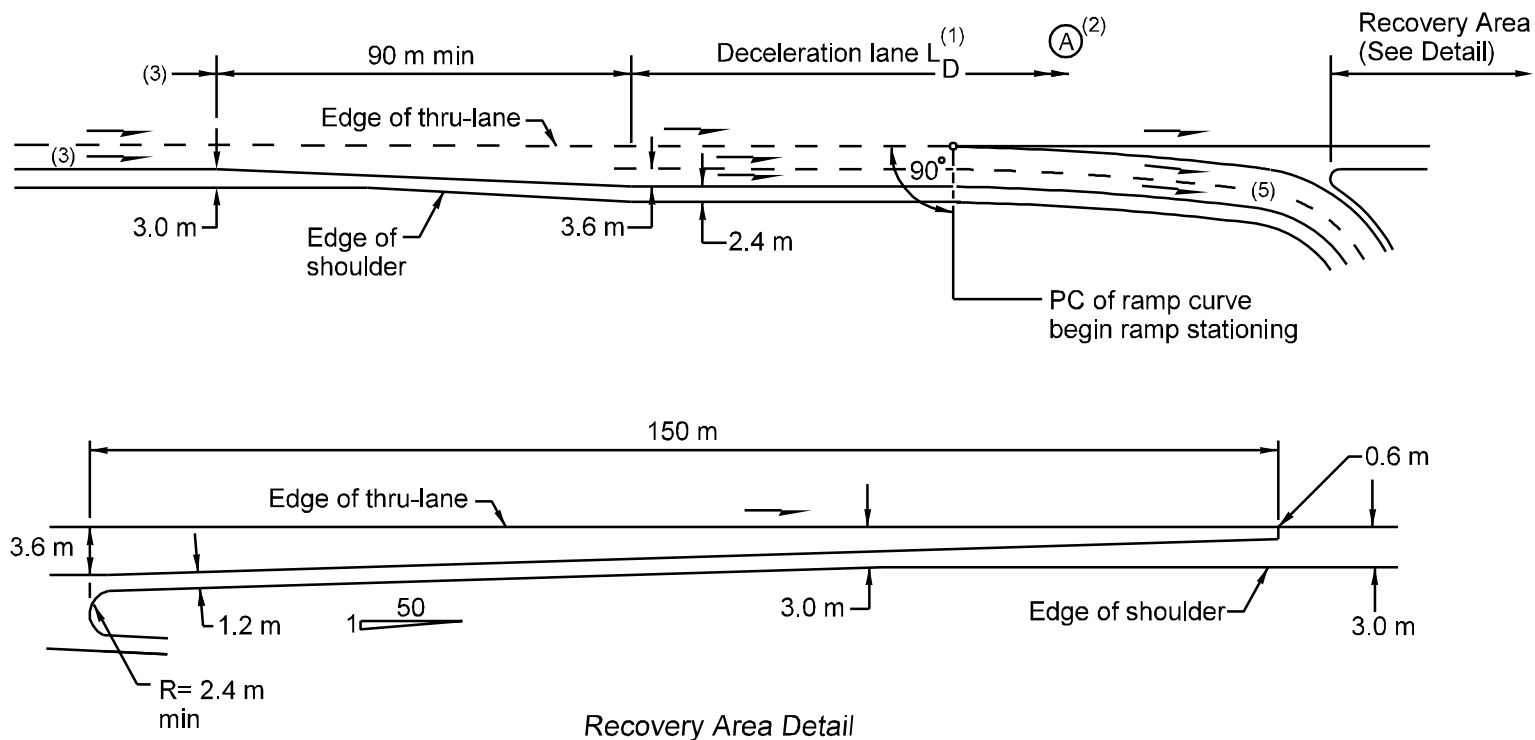 Recovery Area
(See Detail)
(3)
90 m min
Deceleration lane L D (1)
A (2)
Edge of thru-lane
(3)
90°
(5)
3.0 m
Edge of
shoulder
3.6 m
2.4 m
PC of ramp curve
begin ramp stationing
150 m
0.6 m
Edge of thru-lane
3.6 m
1.2 m
1
50
3.0 m
Edge of shoulder
3.0 m
R= 2.4 m
min
Recovery Area Detail